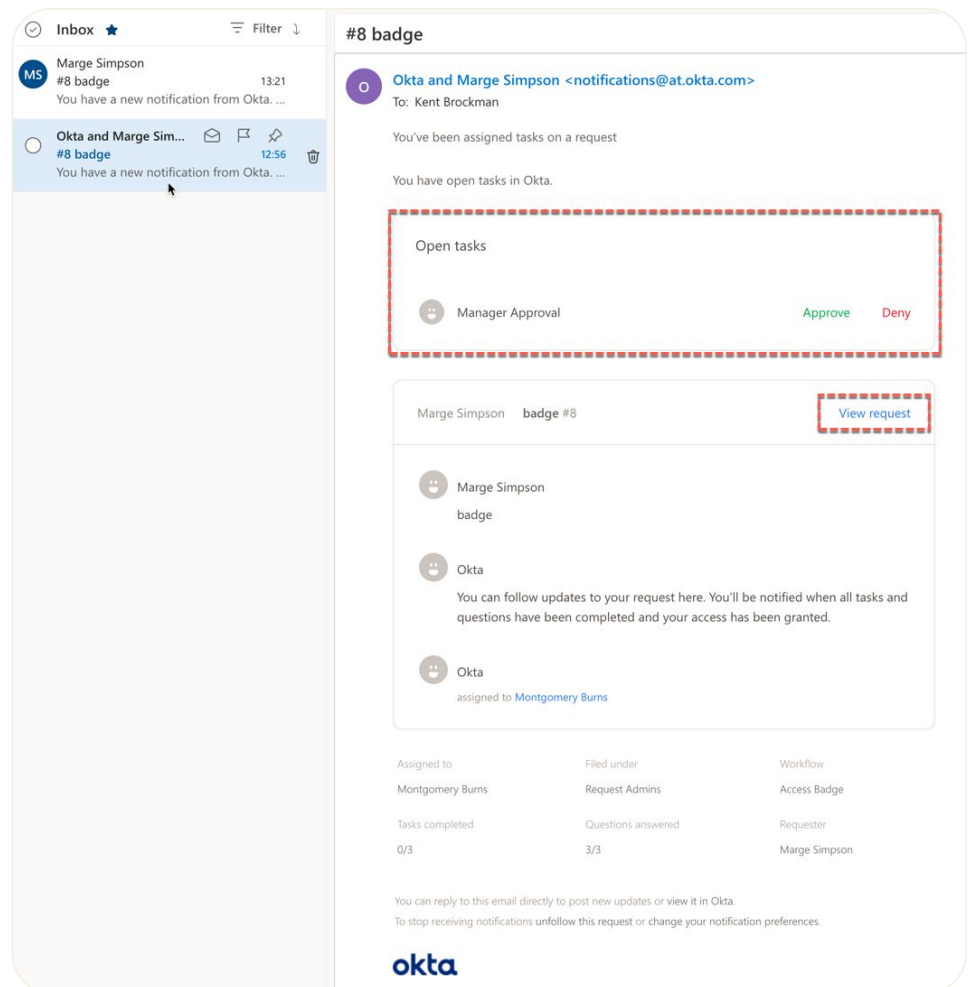 Inbox
Filter
MS
Marge Simpson
#8 badge 13:21
You have a new notification from Okta. ...
Okta and Marge Sim...
#8 badge 12:56
You have a new notification from Okta. ...
#8 badge
O
Okta and Marge Simpson <notifications@at.okta.com>
To: Kent Brockman
You've been assigned tasks on a request
You have open tasks in Okta.
Open tasks
Manager Approval Approve Deny
Marge Simpson badge #8 View request
Marge Simpson
badge
Okta
You can follow updates to your request here. You'll be notified when all tasks and
questions have been completed and your access has been granted.
Okta
assigned to Montgomery Burns
Assigned to Filed under Workflow
Montgomery Burns Request Admins Access Badge
Tasks completed Questions answered Requester
0/3 3/3 Marge Simpson
You can reply to this email directly to post new updates or view it in Okta.
To stop receiving notifications unfollow this request or change your notification preferences.
okta